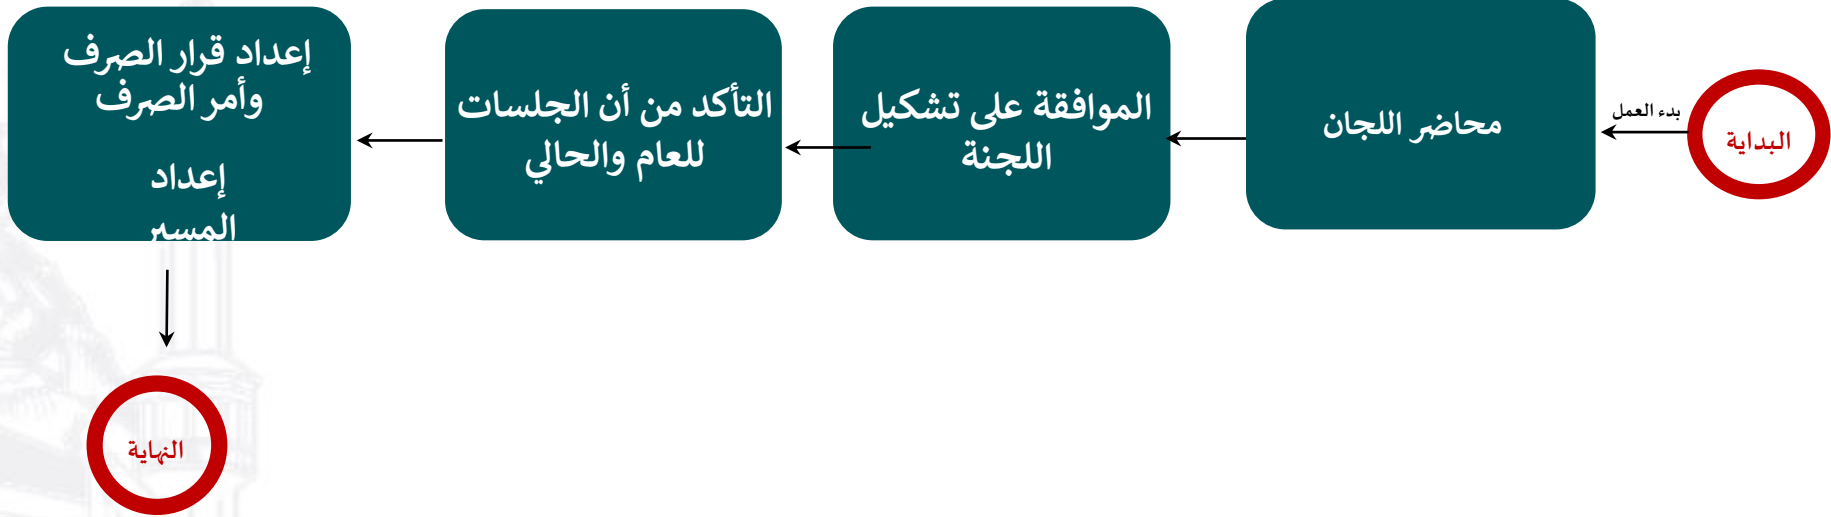 البداية
بدء العمل
محاضر اللجان
الموافقة على تشكيل
اللجنة
التأكد من أن الجلسات
للعام والحالي
إعداد قرار الصرف
وأمر الصرف
إعداد
المسير
النهاية